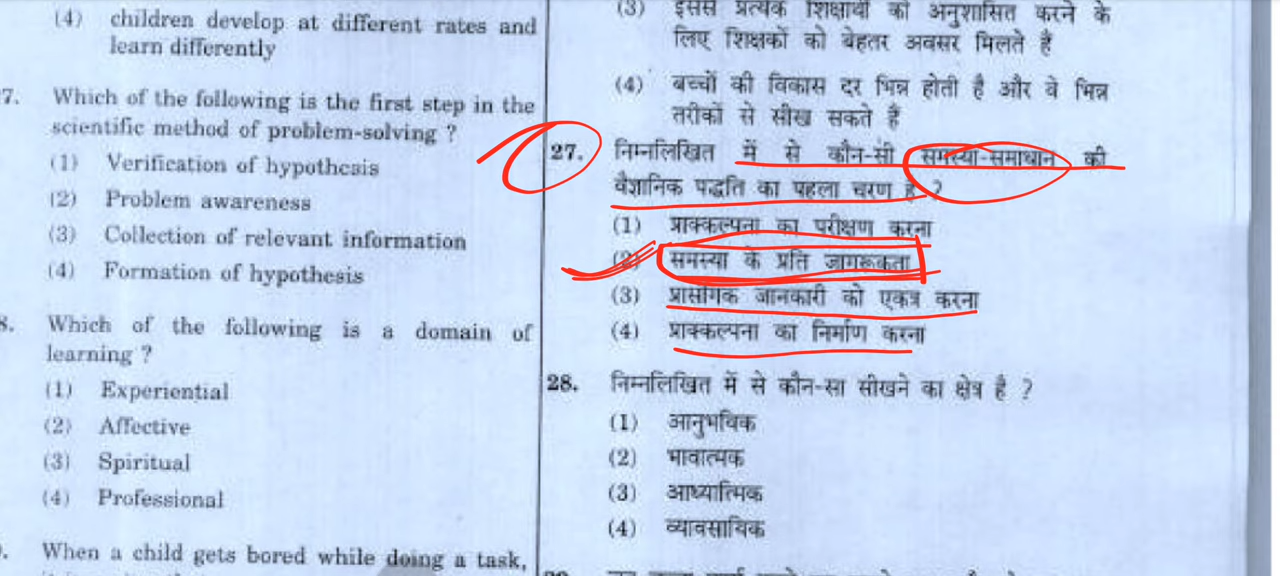 (4) children develop at different rates and
learn differently
7. Which of the following is the first step in the
scientific method of problem-solving ?
(1) Verification of hypothesis
(2) Problem awareness
(3) Collection of relevant information
(4) Formation of hypothesis
8. Which of the following is a domain of
learning ?
(1) Experiential
(2) Affective
(3) Spiritual
(4) Professional
When a child gets bored while doing a task,
(3) इससे प्रत्येक शिक्षार्थी को अनुशासित करने के
लिए शिक्षकों को बेहतर अवसर मिलते हैं
(4) बच्चों की विकास दर भिन्न होती है और वे भिन्न
तरीकों से सीख सकते हैं
27. निम्नलिखित में से कौन-सी समस्या-समाधान की
वैज्ञानिक पद्धति का पहला चरण है ?
(1) प्राक्कल्पना का परीक्षण करना
(2) समस्या के प्रति जागरूकता
(3) प्रासंगिक जानकारी को एकत्र करना
(4) प्राक्कल्पना का निर्माण करना
28. निम्नलिखित में से कौन-सा सीखने का क्षेत्र है ?
(1) आनुभविक
(2) भावात्मक
(3) आध्यात्मिक
(4) व्यावसायिक